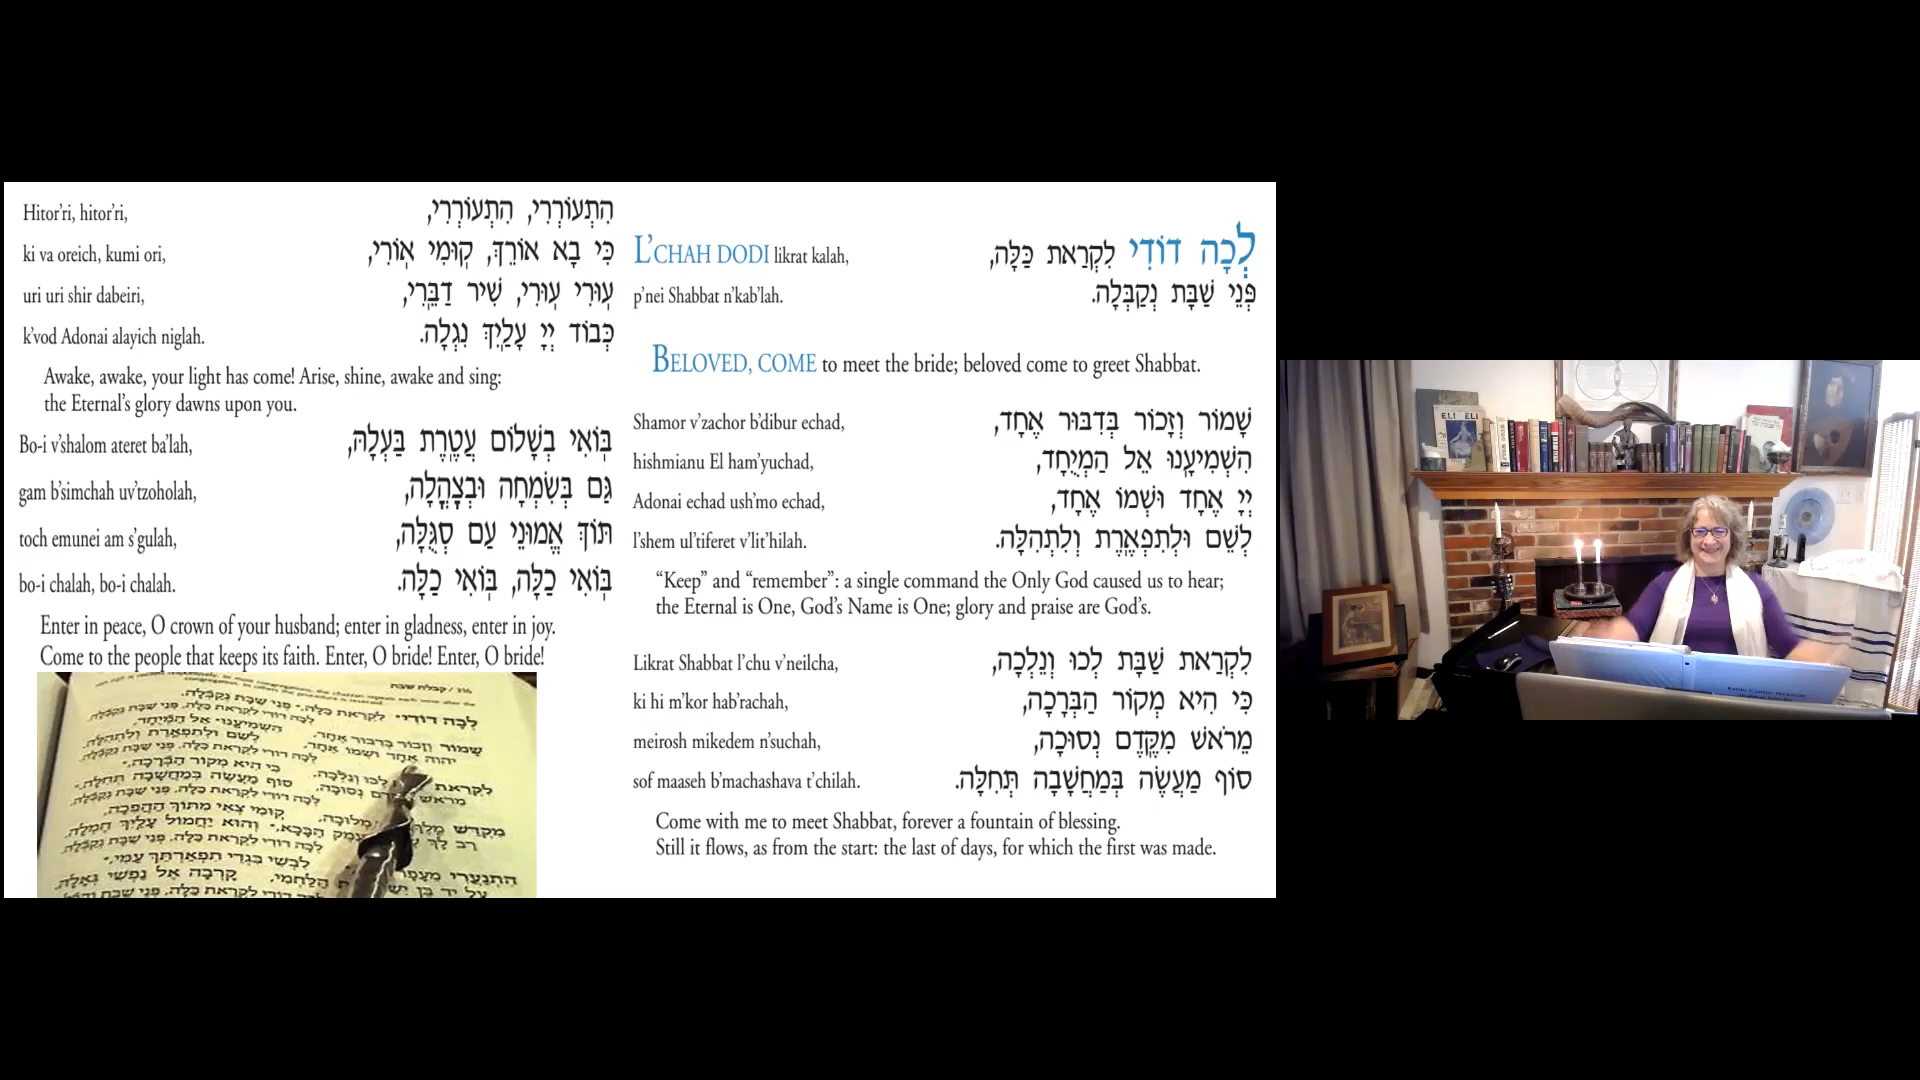 L'CHAH DODI likrat kalah, לְכָה דוֹדִי לִקְרַאת כַּלָּה,
p'nei Shabbat n'kab'lah. פְּנֵי שַׁבָּת נְקַבְּלָה.
BELOVED, COME to meet the bride; beloved come to greet Shabbat.
Shamor v'zachor b'dibur echad, שָׁמוֹר וְזָכוֹר בְּדִבּוּר אֶחָד,
hishmianu El ham'yuchad, הִשְׁמִיעָנוּ אֵל הַמְיֻחָד,
Adonai echad ush'mo echad, יְיָ אֶחָד וּשְׁמוֹ אֶחָד,
l'shem ul'tiferet v'lit'hilah. לְשֵׁם וּלְתִפְאֶרֶת וְלִתְהִלָּה.
"Keep" and "remember": a single command the Only God caused us to hear;
the Eternal is One, God's Name is One; glory and praise are God's.
Likrat Shabbat l'chu v'neilcha, לִקְרַאת שַׁבָּת לְכוּ וְנֵלְכָה,
ki hi m'kor hab'rachah, כִּי הִיא מְקוֹר הַבְּרָכָה,
meirosh mikedem n'suchah, מֵרֹאשׁ מִקֶּדֶם נְסוּכָה,
sof maaseh b'machashava t'chilah. סוֹף מַעֲשֶׂה בְּמַחֲשָׁבָה תְּחִלָּה.
Come with me to meet Shabbat, forever a fountain of blessing.
Still it flows, as from the start: the last of days, for which the first was made.
Hitor'ri, hitor'ri, הִתְעוֹרְרִי, הִתְעוֹרְרִי,
ki va oreich, kumi ori, כִּי בָא אוֹרֵךְ, קוּמִי אוֹרִי,
uri uri shir dabeiri, עוּרִי עוּרִי, שִׁיר דַּבֵּרִי,
k'vod Adonai alayich niglah. כְּבוֹד יְיָ עָלַיִךְ נִגְלָה.
Awake, awake, your light has come! Arise, shine, awake and sing:
the Eternal's glory dawns upon you.
Bo-i v'shalom ateret ba'lah, בּוֹאִי בְשָׁלוֹם עֲטֶרֶת בַּעְלָהּ,
gam b'simchah uv'tzoholah, גַּם בְּשִׂמְחָה וּבְצָהֳלָה,
toch emunei am s'gulah, תּוֹךְ אֱמוּנֵי עַם סְגֻלָּה,
bo-i chalah, bo-i chalah. בּוֹאִי כַלָּה, בּוֹאִי כַלָּה.
Enter in peace, O crown of your husband; enter in gladness, enter in joy.
Come to the people that keeps its faith. Enter, O bride! Enter, O bride!
קבלת שבת
לְכָה דוֹדִי לִקְרַאת כַּלָּה, פְּנֵי שַׁבָּת נְקַבְּלָה.
ELI ELI